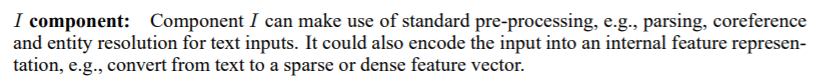 I component: Component I can make use of standard pre-processing, e.g., parsing, coreference
and entity resolution for text inputs. It could also encode the input into an internal feature represen-
tation, e.g., convert from text to a sparse or dense feature vector.